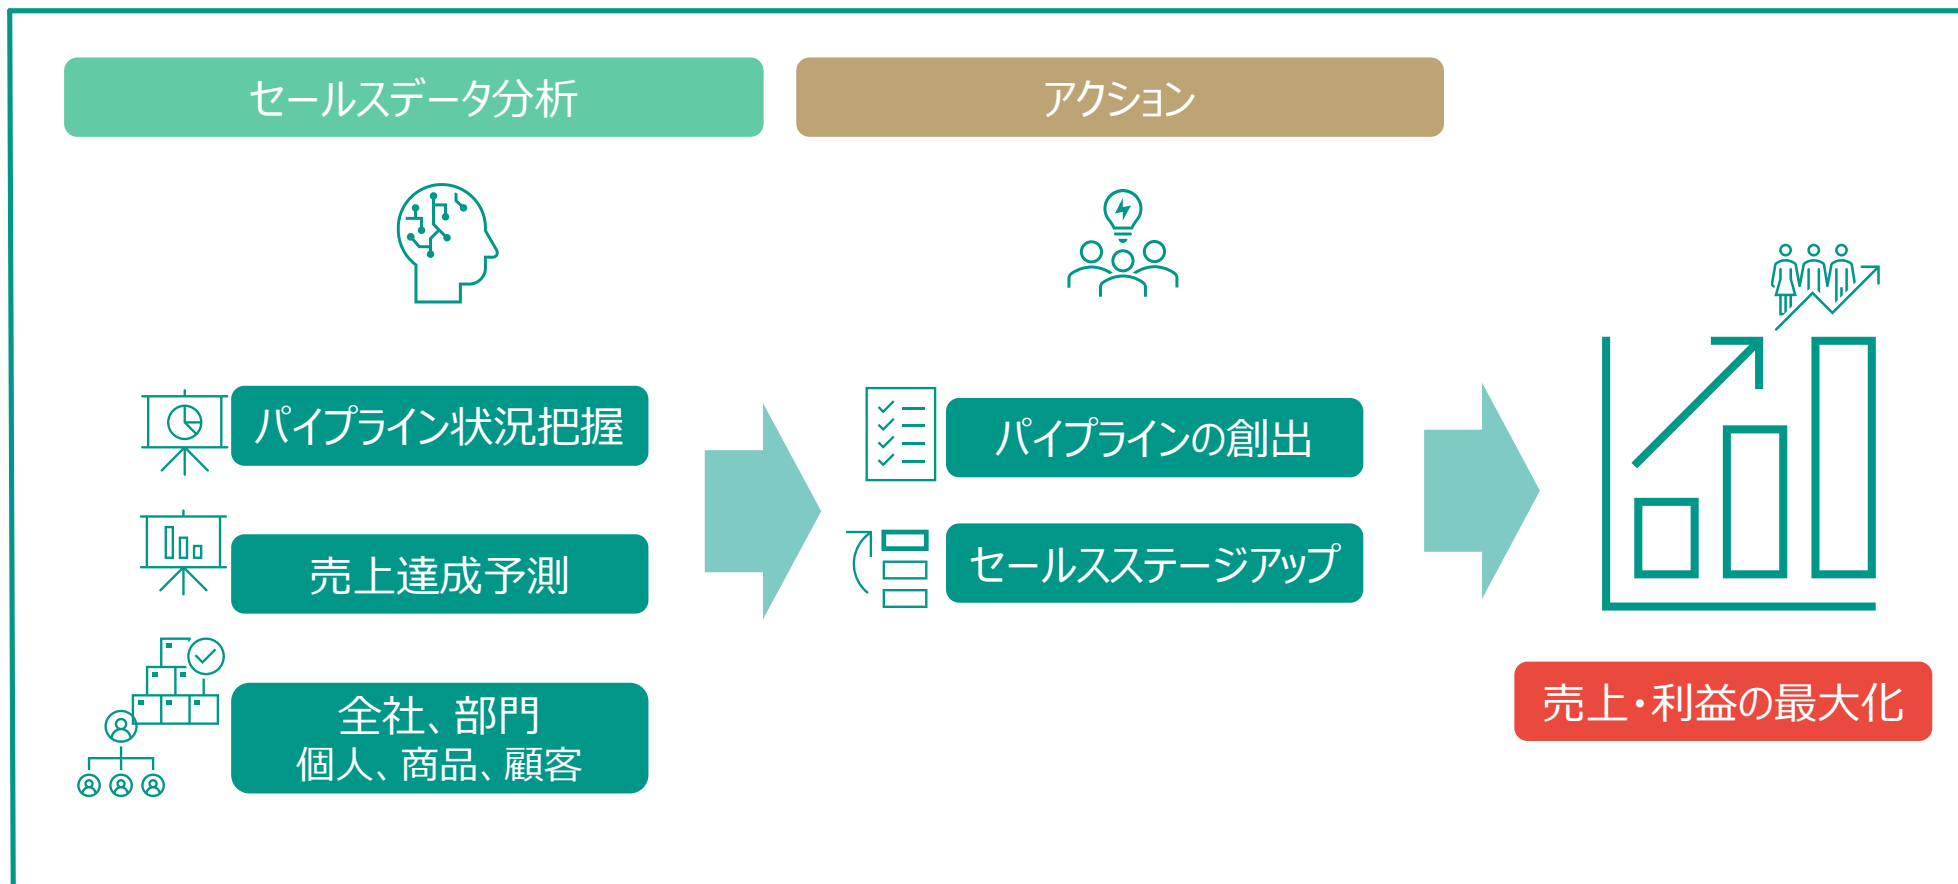 セールスデータ分析
アクション
パイプライン状況把握
売上達成予測
全社、部門
個人、商品、顧客
パイプラインの創出
セールスステージアップ
売上・利益の最大化